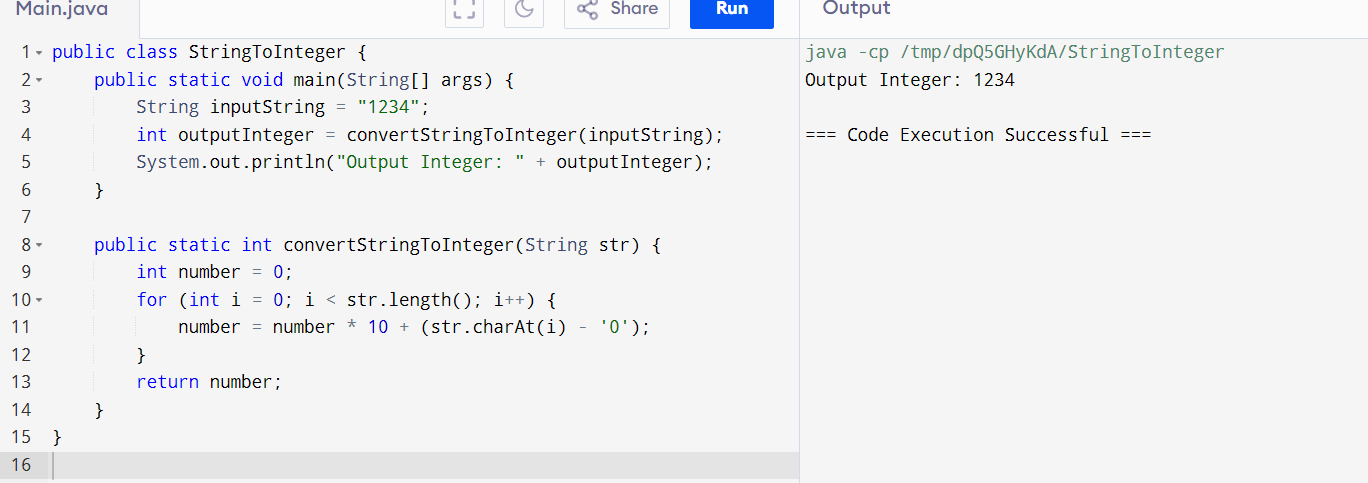 Main.java
Share
Run
Output
1 public class StringToInteger {
2 public static void main(String[] args) {
3 String inputString = "1234";
4 int outputInteger = convertStringToInteger(inputString);
5 System.out.println("Output Integer: " + outputInteger);
6 }
7
8 public static int convertStringToInteger(String str) {
9 int number = 0;
10 for (int i = 0; i < str.length(); i++) {
11 number = number * 10 + (str.charAt(i) - '0');
12 }
13 return number;
14 }
15 }
16
java -cp /tmp/dpQ5GHyKdA/StringToInteger
Output Integer: 1234
=== Code Execution Successful ===